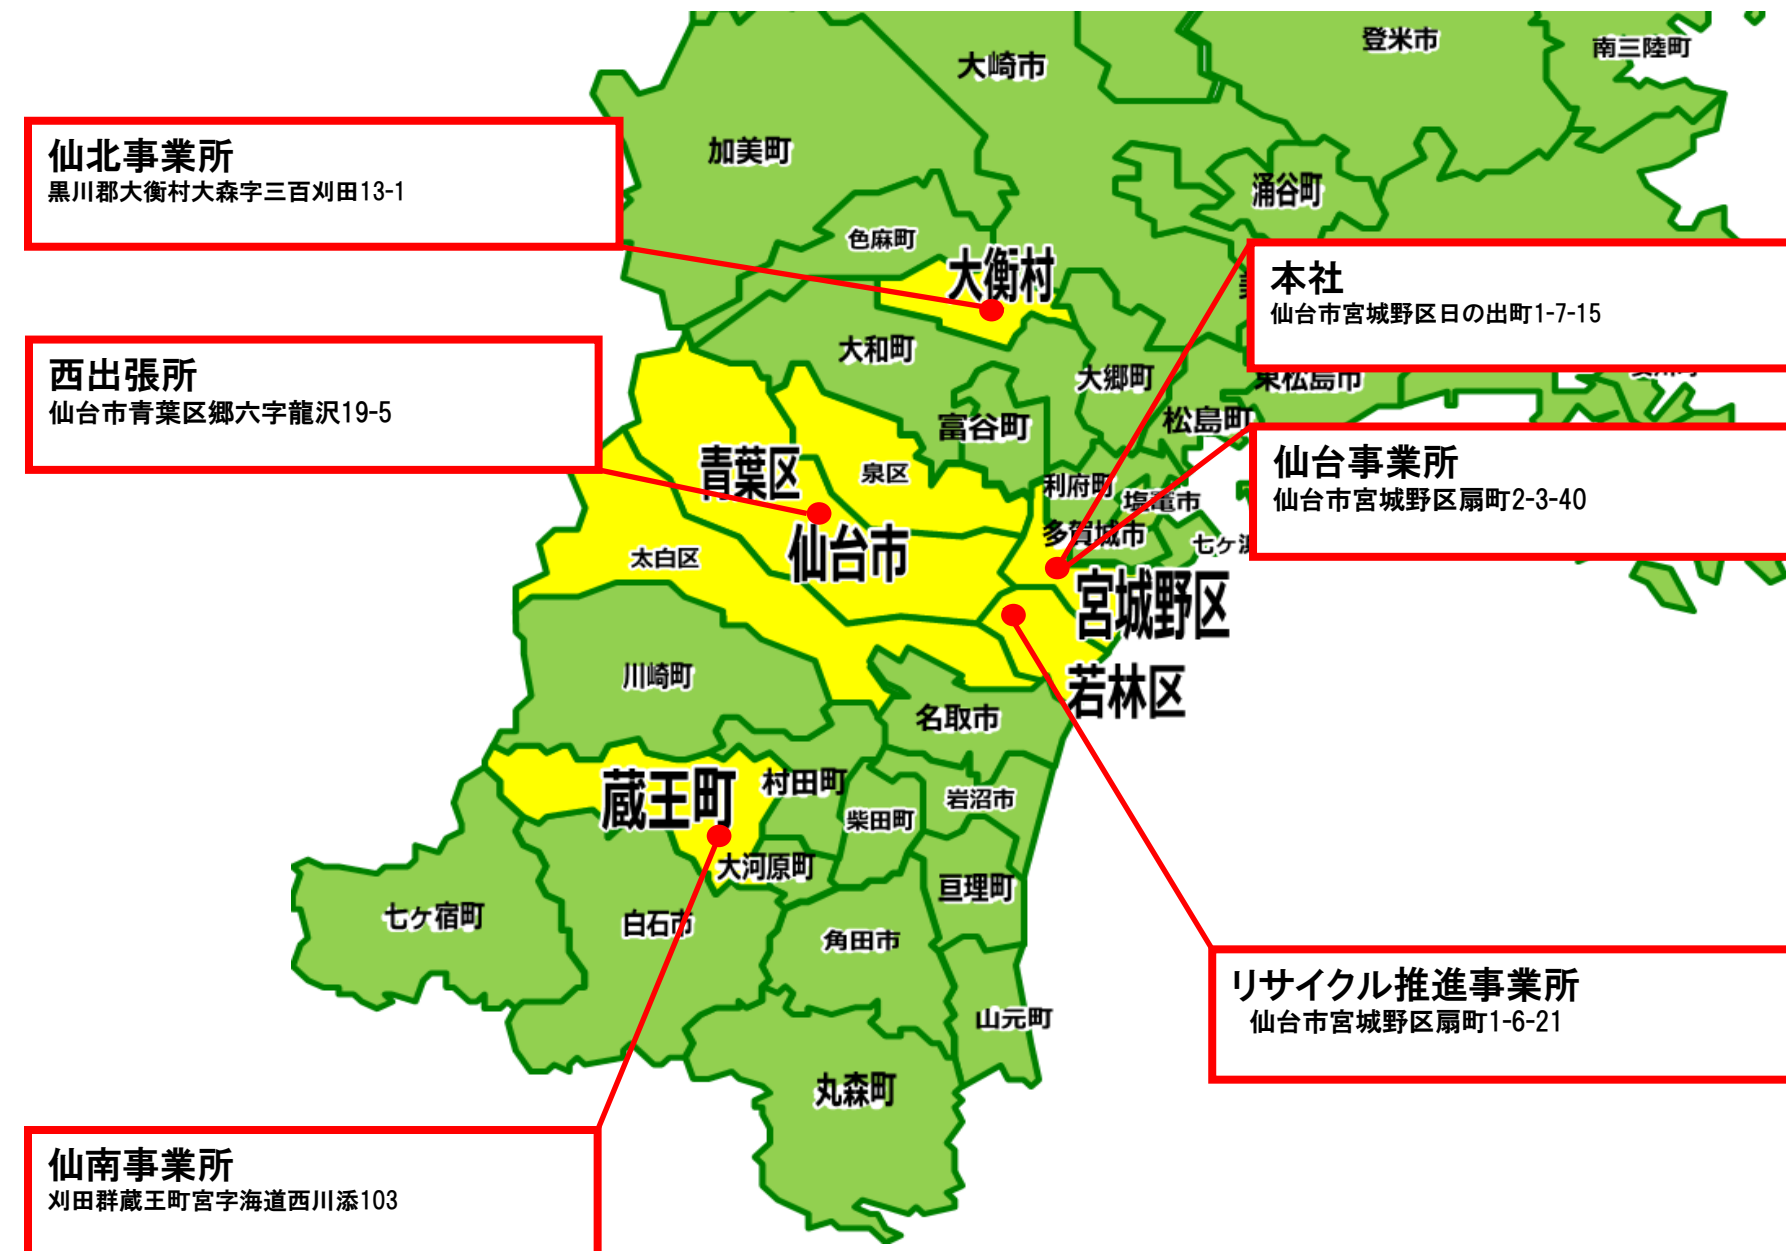 登米市
南三陸町
大崎市
仙北事業所
黒川郡大衡村大森字三百刈田13-1
加美町
涌谷町
色麻町
大衡村
本社
仙台市宮城野区日の出町1-7-15
西出張所
仙台市青葉区郷六字龍沢19-5
大和町
大郷町
東松島市
松島町
富谷町
青葉区
泉区
仙台事業所
仙台市宮城野区扇町2-3-40
利府町
塩竈市
多賀城市
七ヶ浜
仙台市
太白区
宮城野区
川崎町
若林区
名取市
蔵王町
村田町
岩沼市
柴田町
大河原町
亘理町
七ヶ宿町
白石市
角田市
リサイクル推進事業所
仙台市宮城野区扇町1-6-21
山元町
丸森町
仙南事業所
刈田群蔵王町宮字海道西川添103